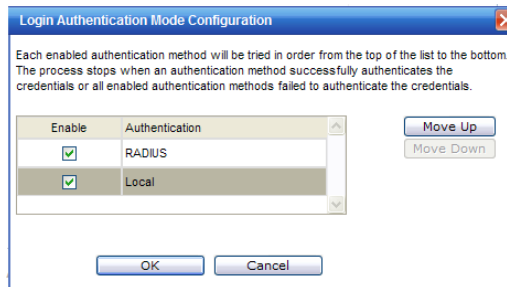 Login Authentication Mode Configuration
Each enabled authentication method will be tried in order from the top of the list to the bottom.
The process stops when an authentication method successfully authenticates the
credentials or all enabled authentication methods failed to authenticate the credentials.
Enable Authentication
RADIUS
Local
Move Up
Move Down
OK Cancel